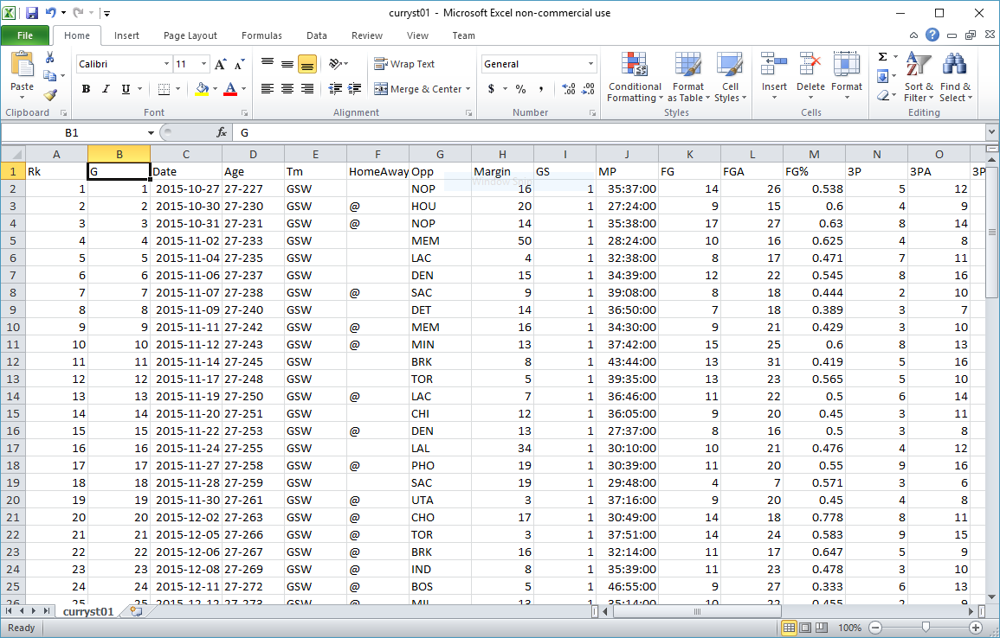 curryst01 - Microsoft Excel non-commercial use
File Home Insert Page Layout Formulas Data Review View Team
Paste Calibri 11 A A Wrap Text General Conditional Formatting Format as Table Cell Styles Insert Delete Format Σ Sort & Filter Find & Select
B I U A Merge & Center $ % , .00 .00
Clipboard Font Alignment Number Styles Cells Editing
B1 fx G
A B C D E F G H I J K L M N O
1 Rk G Date Age Tm HomeAway Opp Margin GS MP FG FGA FG% 3P 3PA 3P
Window Snip
2 1 1 2015-10-27 27-227 GSW NOP 16 1 35:37:00 14 26 0.538 5 12
3 2 2 2015-10-30 27-230 GSW @ HOU 20 1 27:24:00 9 15 0.6 4 9
4 3 3 2015-10-31 27-231 GSW @ NOP 14 1 35:38:00 17 27 0.63 8 14
5 4 4 2015-11-02 27-233 GSW MEM 50 1 28:24:00 10 16 0.625 4 8
6 5 5 2015-11-04 27-235 GSW LAC 4 1 32:38:00 8 17 0.471 7 11
7 6 6 2015-11-06 27-237 GSW DEN 15 1 34:39:00 12 22 0.545 8 16
8 7 7 2015-11-07 27-238 GSW @ SAC 9 1 39:08:00 8 18 0.444 2 10
9 8 8 2015-11-09 27-240 GSW DET 14 1 36:50:00 7 18 0.389 3 7
10 9 9 2015-11-11 27-242 GSW @ MEM 16 1 34:30:00 9 21 0.429 3 10
11 10 10 2015-11-12 27-243 GSW @ MIN 13 1 37:42:00 15 25 0.6 8 13
12 11 11 2015-11-14 27-245 GSW BRK 8 1 43:44:00 13 31 0.419 5 16
13 12 12 2015-11-17 27-248 GSW TOR 5 1 39:35:00 13 23 0.565 5 10
14 13 13 2015-11-19 27-250 GSW @ LAC 7 1 36:46:00 11 22 0.5 6 14
15 14 14 2015-11-20 27-251 GSW CHI 12 1 36:05:00 9 20 0.45 3 11
16 15 15 2015-11-22 27-253 GSW @ DEN 13 1 27:37:00 8 16 0.5 3 8
17 16 16 2015-11-24 27-255 GSW LAL 34 1 30:10:00 10 21 0.476 4 12
18 17 17 2015-11-27 27-258 GSW @ PHO 19 1 30:39:00 11 20 0.55 9 16
19 18 18 2015-11-28 27-259 GSW SAC 19 1 29:48:00 4 7 0.571 3 6
20 19 19 2015-11-30 27-261 GSW @ UTA 3 1 37:16:00 9 20 0.45 4 8
21 20 20 2015-12-02 27-263 GSW @ CHO 17 1 30:49:00 14 18 0.778 8 11
22 21 21 2015-12-05 27-266 GSW @ TOR 3 1 37:51:00 14 24 0.583 9 15
23 22 22 2015-12-06 27-267 GSW @ BRK 16 1 32:14:00 11 17 0.647 5 9
24 23 23 2015-12-08 27-269 GSW @ IND 8 1 35:39:00 11 23 0.478 3 10
25 24 24 2015-12-11 27-272 GSW @ BOS 5 1 46:55:00 9 27 0.333 6 13
26 25 25 2015-12-12 27-273 GSW @ MIL 13 1 35:14:00 10 22 0.455 2 9
curryst01
Ready 100%